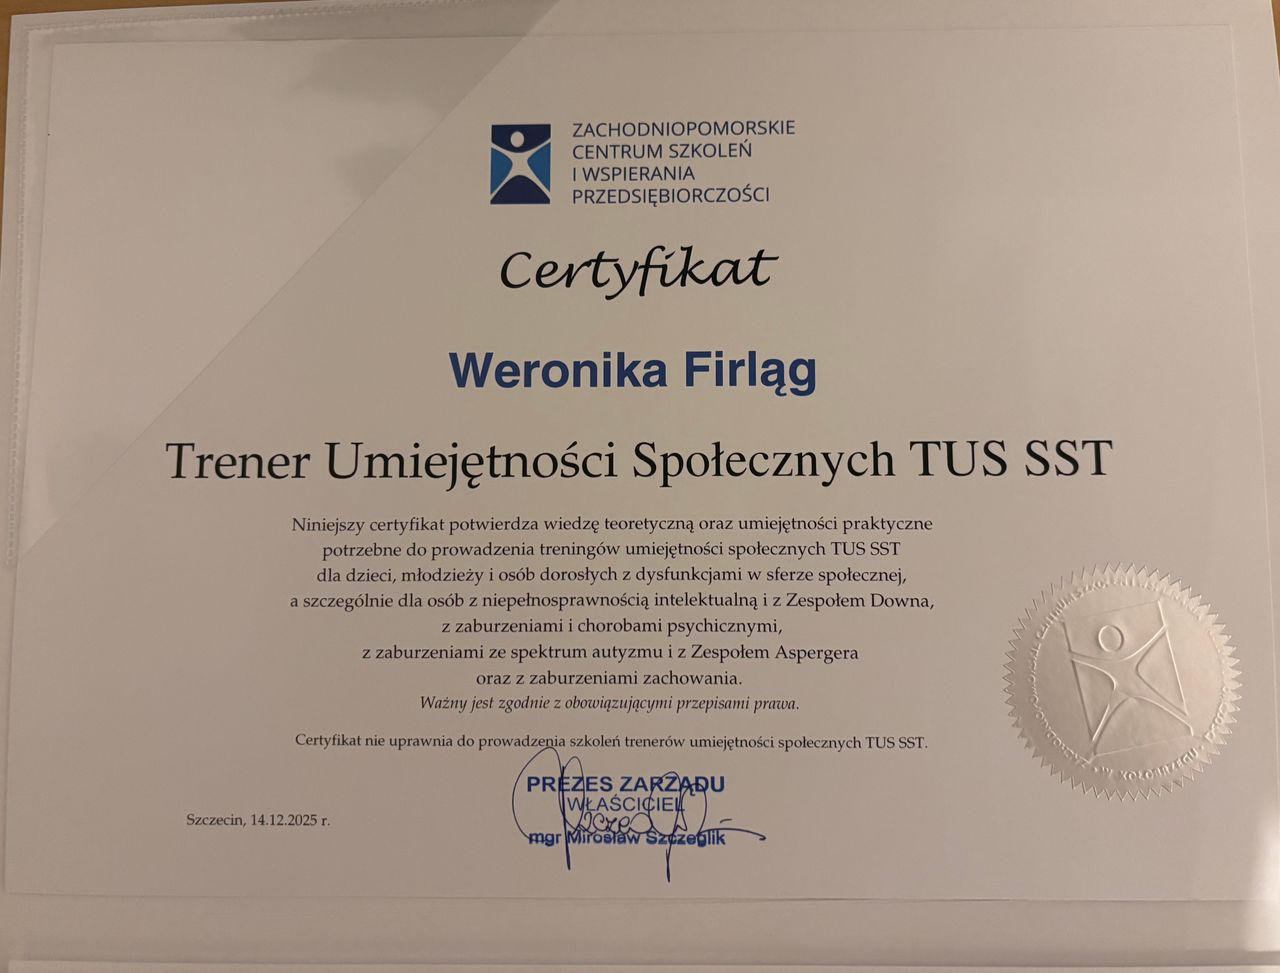 ZACHODNIOPOMORSKIE
CENTRUM SZKOLEŃ
I WSPIERANIA
PRZEDSIĘBIORCZOŚCI
Certyfikat
Weronika Firląg
Trener Umiejętności Społecznych TUS SST
Niniejszy certyfikat potwierdza wiedzę teoretyczną oraz umiejętności praktyczne
potrzebne do prowadzenia treningów umiejętności społecznych TUS SST
dla dzieci, młodzieży i osób dorosłych z dysfunkcjami w sferze społecznej,
a szczególnie dla osób z niepełnosprawnością intelektualną i z Zespołem Downa,
z zaburzeniami i chorobami psychicznymi,
z zaburzeniami ze spektrum autyzmu i z Zespołem Aspergera
oraz z zaburzeniami zachowania.
Ważny jest zgodnie z obowiązującymi przepisami prawa.
Certyfikat nie uprawnia do prowadzenia szkoleń trenerów umiejętności społecznych TUS SST.
PREZES ZARZĄDU
WŁAŚCICIEL
mgr Mirosław Szczeglik
Szczecin, 14.12.2025 r.